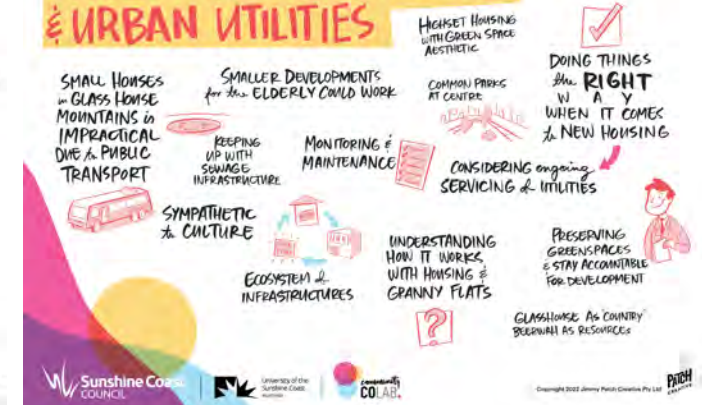 & URBAN UTILITIES
HIGHSET HOUSING
WITH GREEN SPACE
AESTHETIC
DOING THINGS
the RIGHT
WAY
WHEN IT COMES
to NEW HOUSING
SMALL HOUSES
in GLASS HOUSE
MOUNTAINS is
IMPRACTICAL
DUE to PUBLIC
TRANSPORT
SMALLER DEVELOPMENTS
for the ELDERLY COULD WORK
COMMON PARKS
AT CENTRE
KEEPING
UP WITH
SEWAGE
INFRASTRUCTURE
MONITORING &
MAINTENANCE
CONSIDERING ongoing
SERVICING of UTILITIES
SYMPATHETIC
to CULTURE
ECOSYSTEM of
INFRASTRUCTURES
UNDERSTANDING
HOW IT WORKS
WITH HOUSING &
GRANNY FLATS
?
PRESERVING
GREENSPACES
& STAY ACCOUNTABLE
FOR DEVELOPMENT
GLASSHOUSE AS 'COUNTRY'
BEERWAH AS RESOURCES
Sunshine Coast
COUNCIL
University of the
Sunshine Coast
community
COLAB.
Copyright 2022 Jimmy Patch Creative Pty Ltd
PATCH
CREATIVE